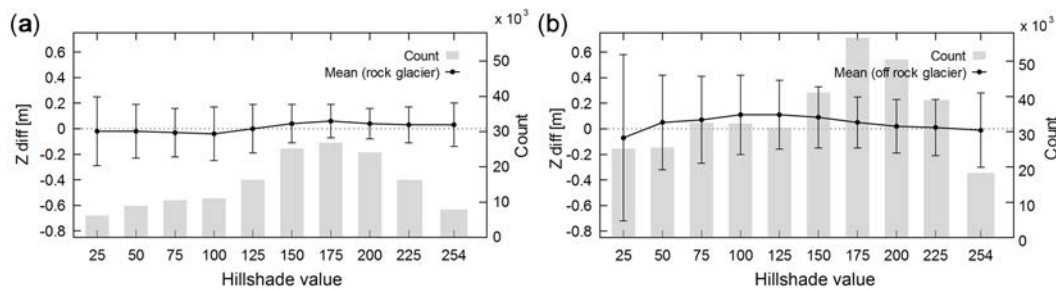 (a)
x 10³
Count
Mean (rock glacier)
Z diff [m]
0.6
0.4
0.2
0
-0.2
-0.4
-0.6
-0.8
50
40
30
20
10
0
Count
25 50 75 100 125 150 175 200 225 254
Hillshade value
(b)
x 10³
Count
Mean (off rock glacier)
Z diff [m]
0.6
0.4
0.2
0
-0.2
-0.4
-0.6
-0.8
50
40
30
20
10
0
Count
25 50 75 100 125 150 175 200 225 254
Hillshade value